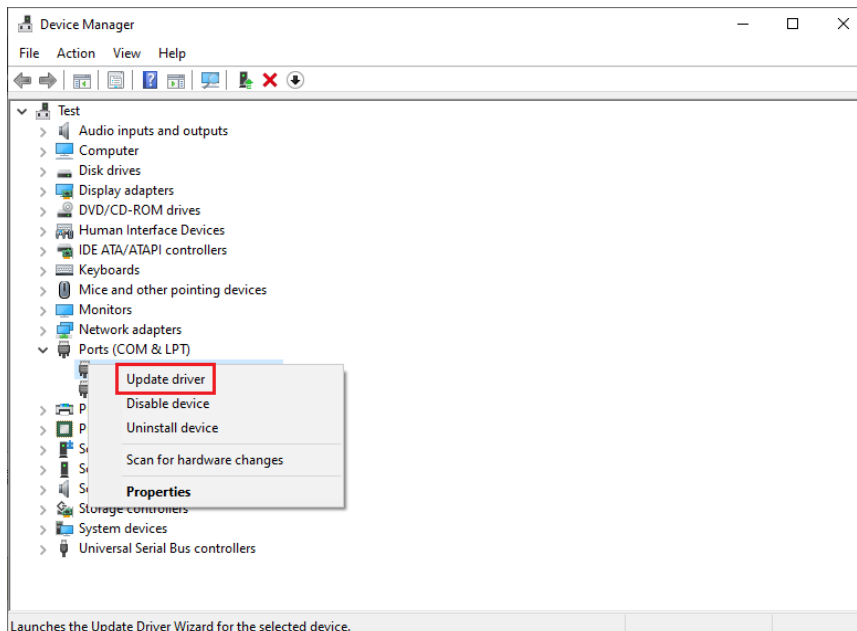 Device Manager
File Action View Help
Test
Audio inputs and outputs
Computer
Disk drives
Display adapters
DVD/CD-ROM drives
Human Interface Devices
IDE ATA/ATAPI controllers
Keyboards
Mice and other pointing devices
Monitors
Network adapters
Ports (COM & LPT)
Update driver
Disable device
P
Uninstall device
P
S
Scan for hardware changes
S
Properties
S
Storage controllers
System devices
Universal Serial Bus controllers
Launches the Update Driver Wizard for the selected device.